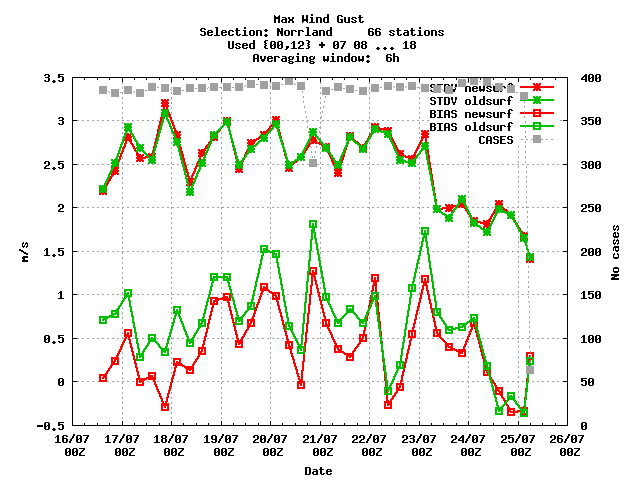 Max Wind Gust
Selection: Norrland 66 stations
Used {00,12} + 07 08 ... 18
Averaging window: 6h
3.5
3
2.5
2
1.5
1
0.5
0
-0.5
m/s
400
350
300
250
200
150
100
50
0
No cases
STDV newsurf
STDV oldsurf
BIAS newsurf
BIAS oldsurf
CASES
16/07 17/07 18/07 19/07 20/07 21/07 22/07 23/07 24/07 25/07 26/07
00Z 00Z 00Z 00Z 00Z 00Z 00Z 00Z 00Z 00Z 00Z
Date